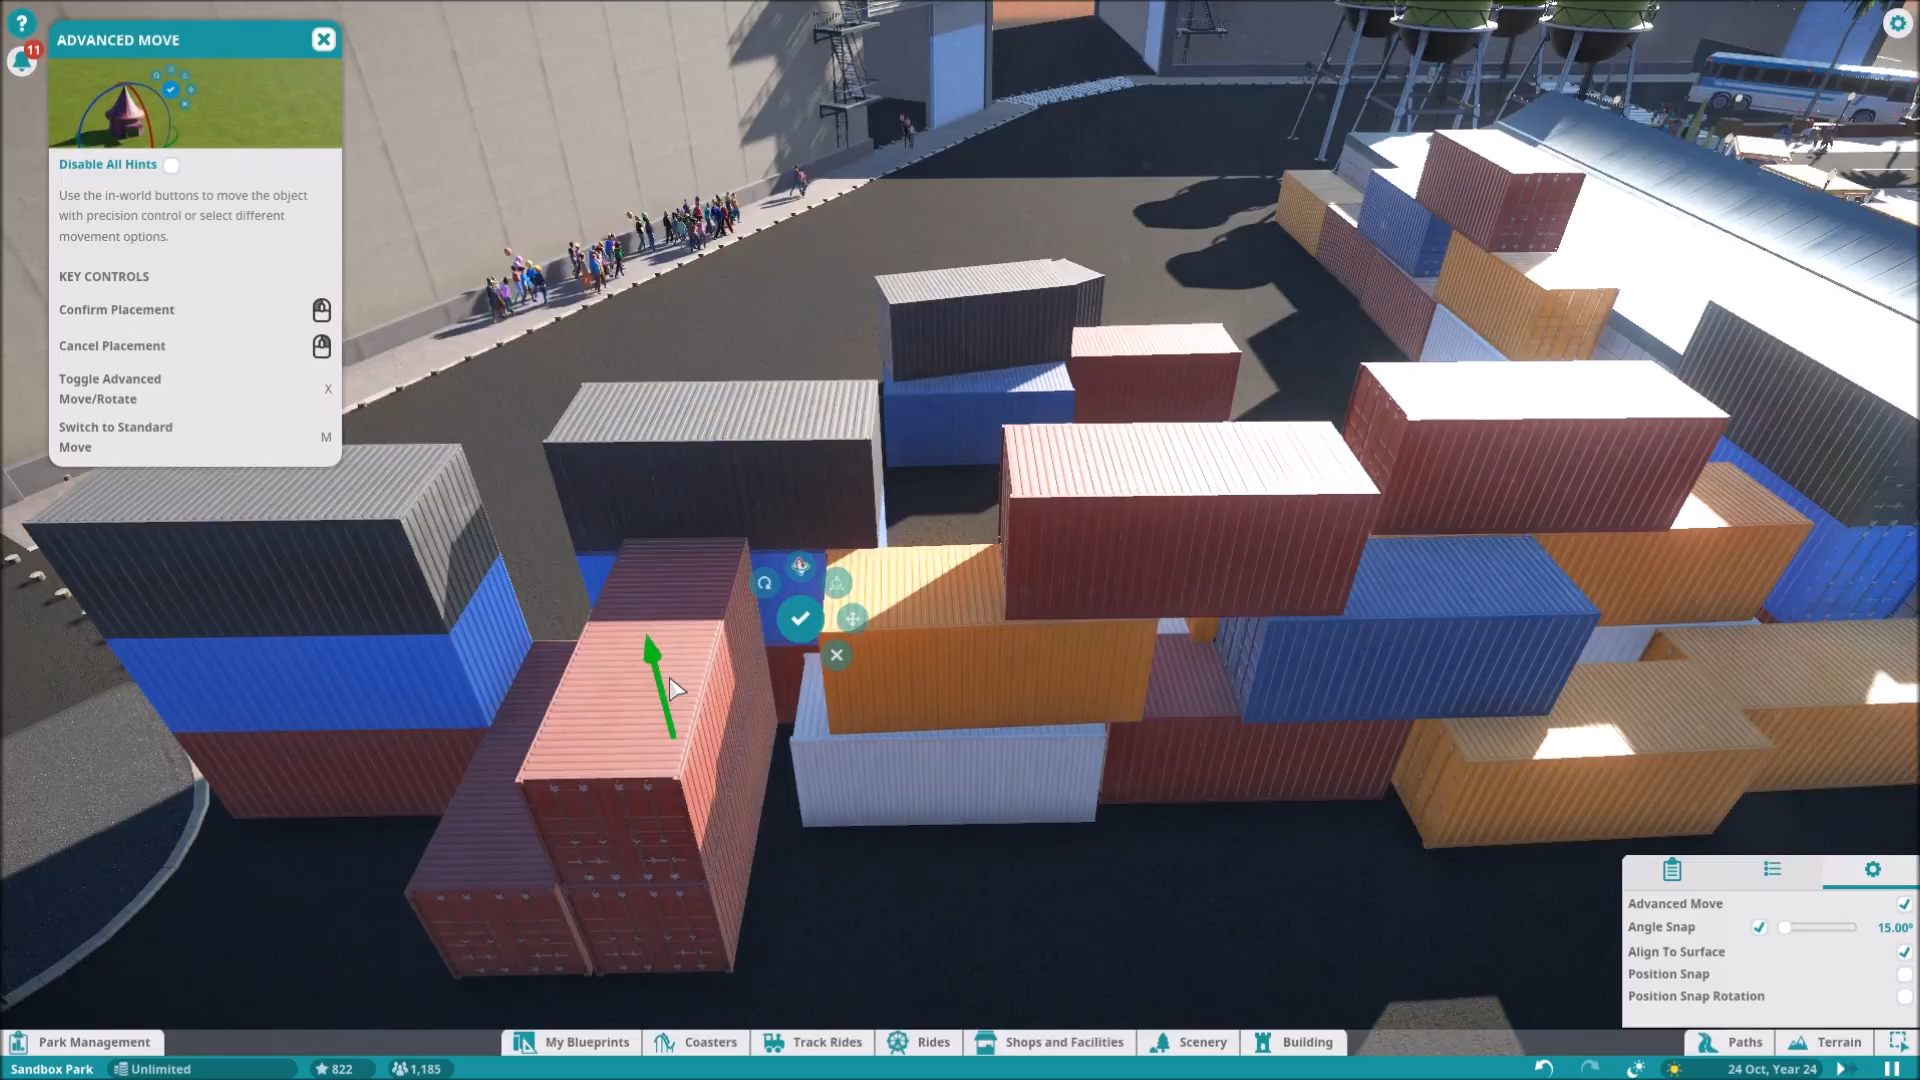 ?
11
ADVANCED MOVE
Disable All Hints
Use the in-world buttons to move the object
with precision control or select different
movement options.
KEY CONTROLS
Confirm Placement
Cancel Placement
Toggle Advanced
Move/Rotate
X
Switch to Standard
Move
M
Advanced Move
Angle Snap
15.00°
Align To Surface
Position Snap
Position Snap Rotation
Park Management
My Blueprints
Coasters
Track Rides
Rides
Shops and Facilities
Scenery
Building
Paths
Terrain
Sandbox Park
Unlimited
822
1,185
24 Oct, Year 24